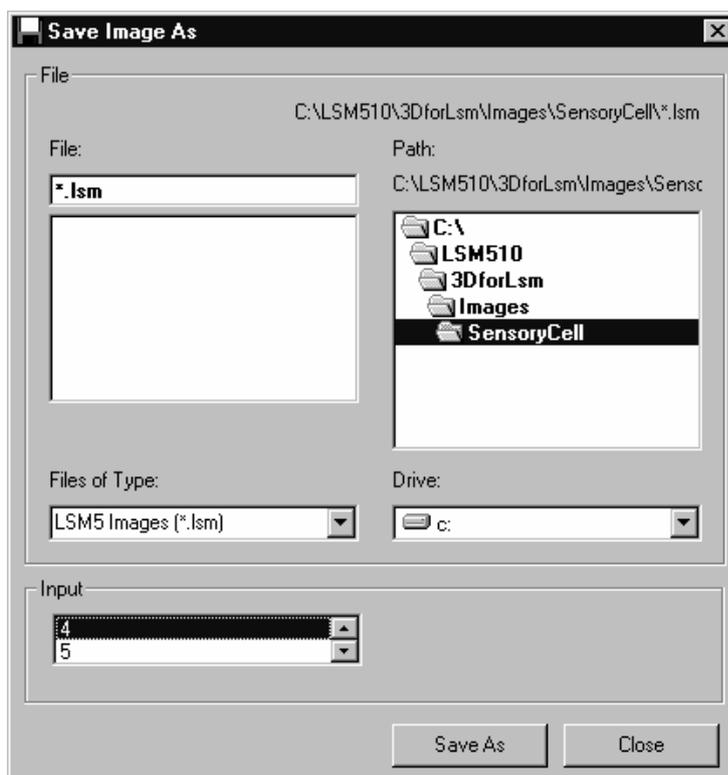 Save Image As
File
C:\LSM510\3DforLsm\Images\SensoryCell\*.lsm
File:
Path:
*.lsm
C:\LSM510\3DforLsm\Images\Senso
C:\
LSM510
3DforLsm
Images
SensoryCell
Files of Type:
Drive:
LSM5 Images (*.lsm)
c:
Input
4
5
Save As
Close